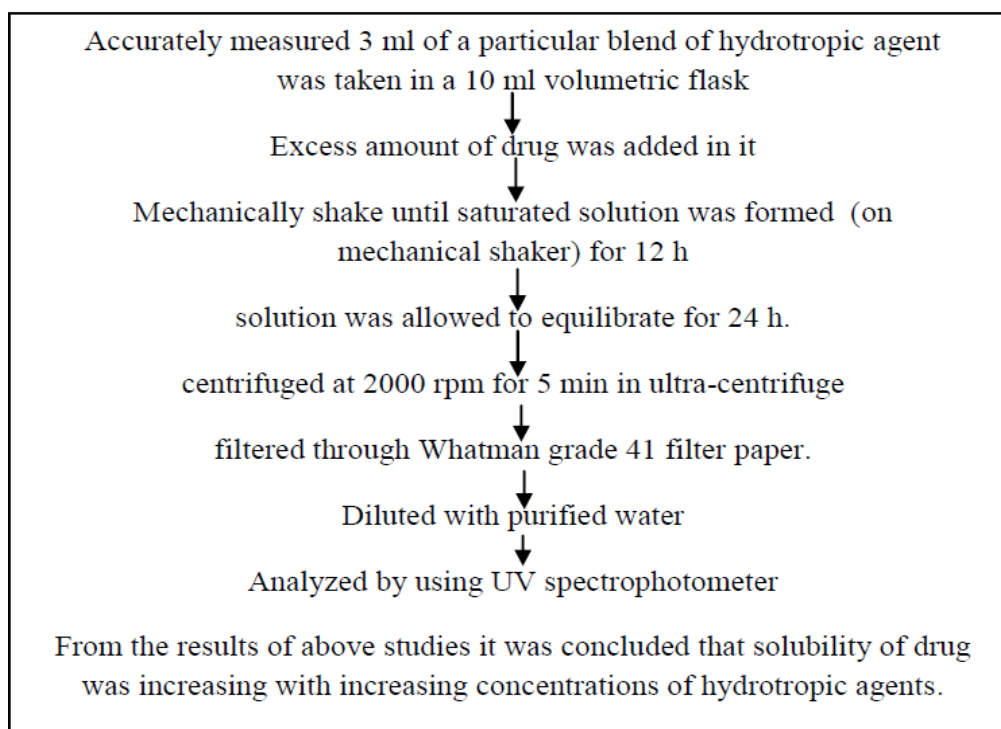 Accurately measured 3 ml of a particular blend of hydrotropic agent
was taken in a 10 ml volumetric flask
Excess amount of drug was added in it
Mechanically shake until saturated solution was formed (on
mechanical shaker) for 12 h
solution was allowed to equilibrate for 24 h.
centrifuged at 2000 rpm for 5 min in ultra-centrifuge
filtered through Whatman grade 41 filter paper.
Diluted with purified water
Analyzed by using UV spectrophotometer
From the results of above studies it was concluded that solubility of drug
was increasing with increasing concentrations of hydrotropic agents.